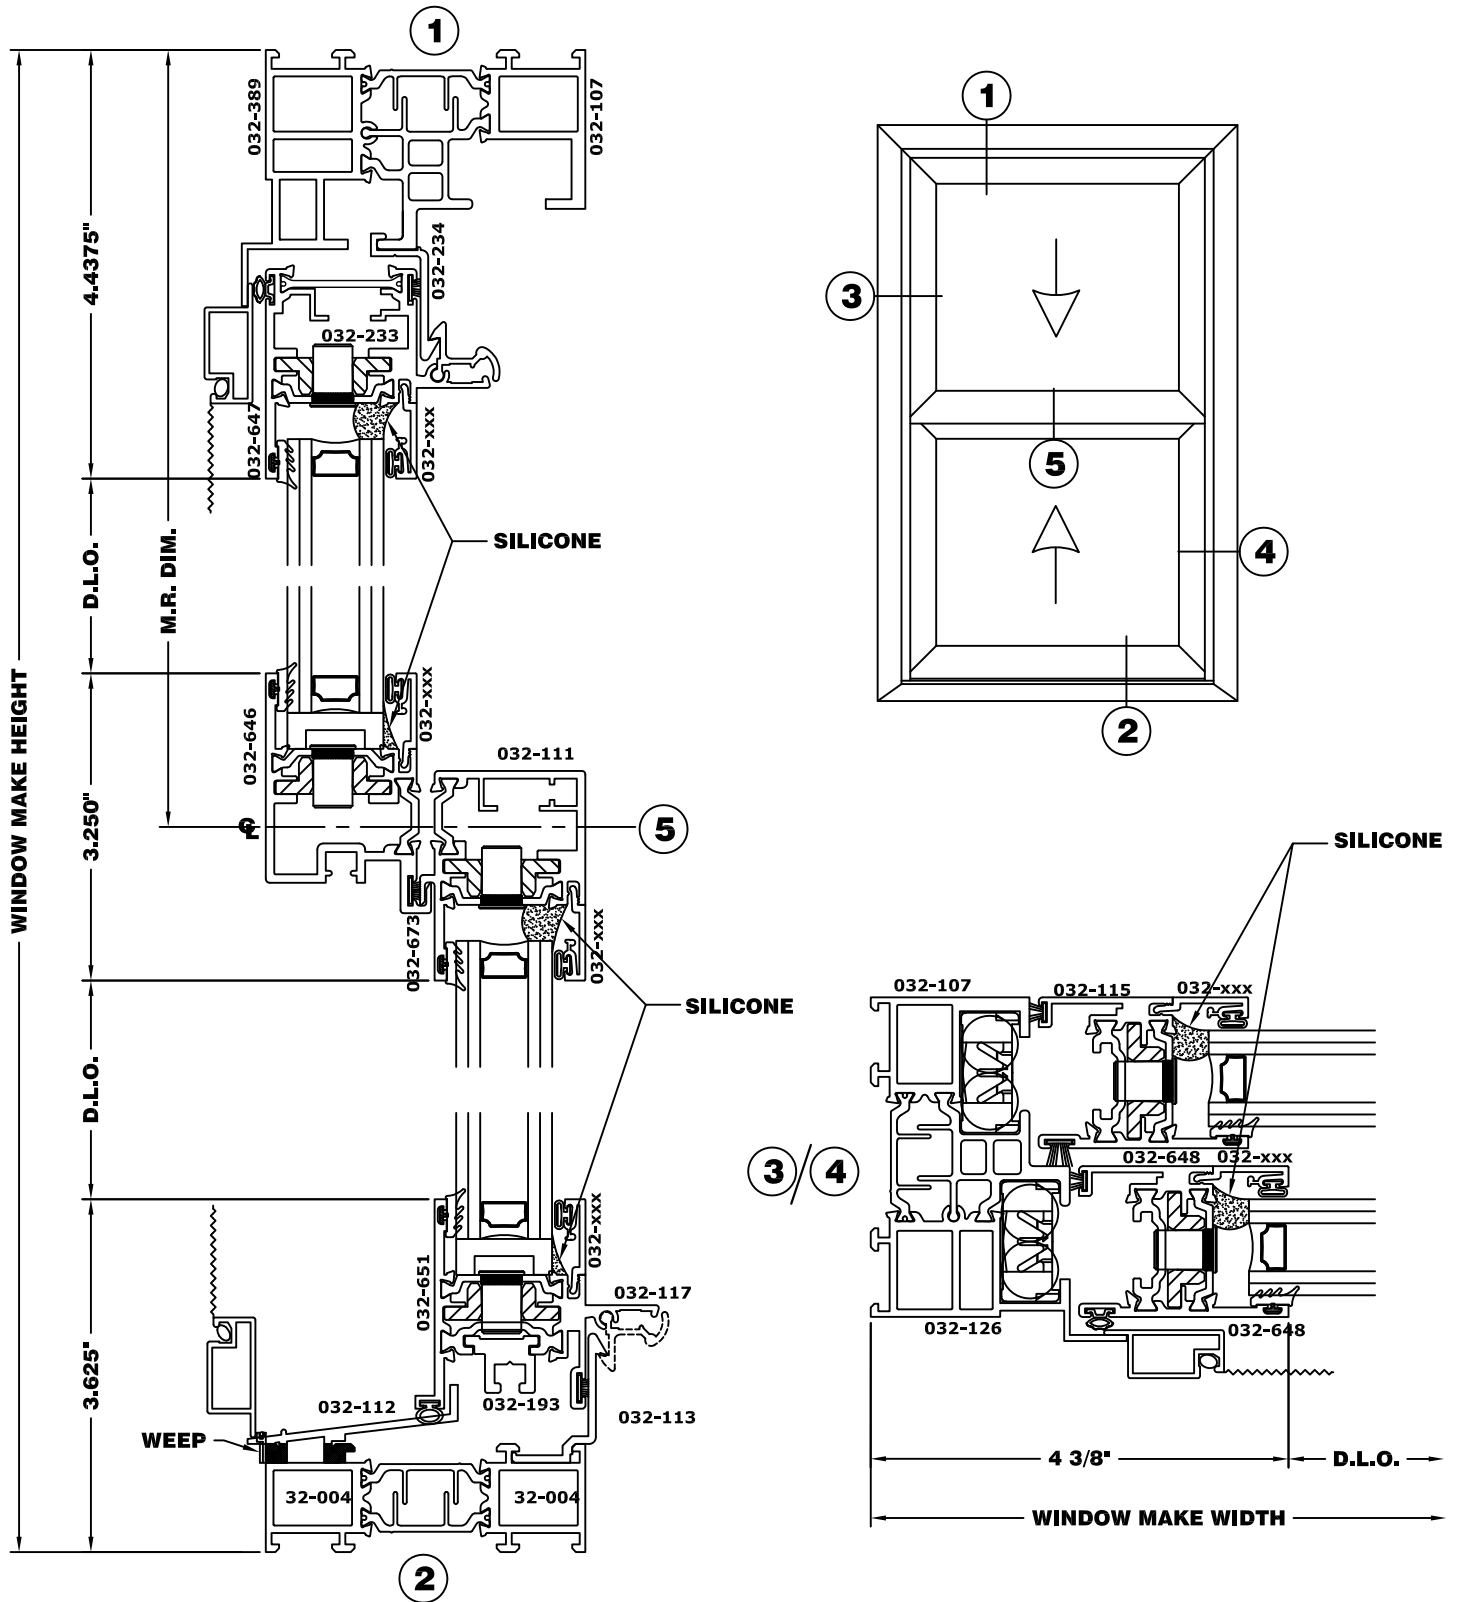 1
032-389
032-107
4.4375"
032-234
032-233
032-647
032-xxx
SILICONE
D.L.O.
M.R. DIM.
WINDOW MAKE HEIGHT
032-646
032-xxx
032-111
3.250"
CL
5
032-673
032-xxx
SILICONE
D.L.O.
032-xxx
032-651
032-117
3.625"
032-112
032-193
032-113
WEEP
32-004
32-004
2
1
3
5
4
2
SILICONE
032-107
032-115
032-xxx
3/4
032-648
032-xxx
032-126
032-648
4 3/8"
D.L.O.
WINDOW MAKE WIDTH